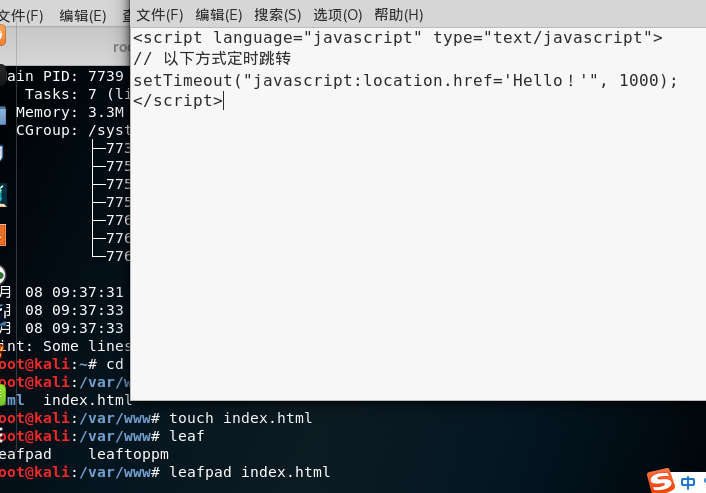 文件(F) 编辑(E) 查
文件(F) 编辑(E) 搜索(S) 选项(O) 帮助(H)
ro
<script language="javascript" type="text/javascript">
// 以下方式定时跳转
setTimeout("javascript:location.href='Hello！'", 1000);
</script>
ain PID: 7739
Tasks: 7 (li
Memory: 3.3M
CGroup: /syst
├─773
├─775
├─775
├─775
├─776
├─776
└─776
月 08 09:37:31
月 08 09:37:33
月 08 09:37:33
int: Some lines
oot@kali:~# cd
oot@kali:/var/w
ml index.html
oot@kali:/var/www# touch index.html
oot@kali:/var/www# leaf
eafpad leaftoppm
oot@kali:/var/www# leafpad index.html
S 中